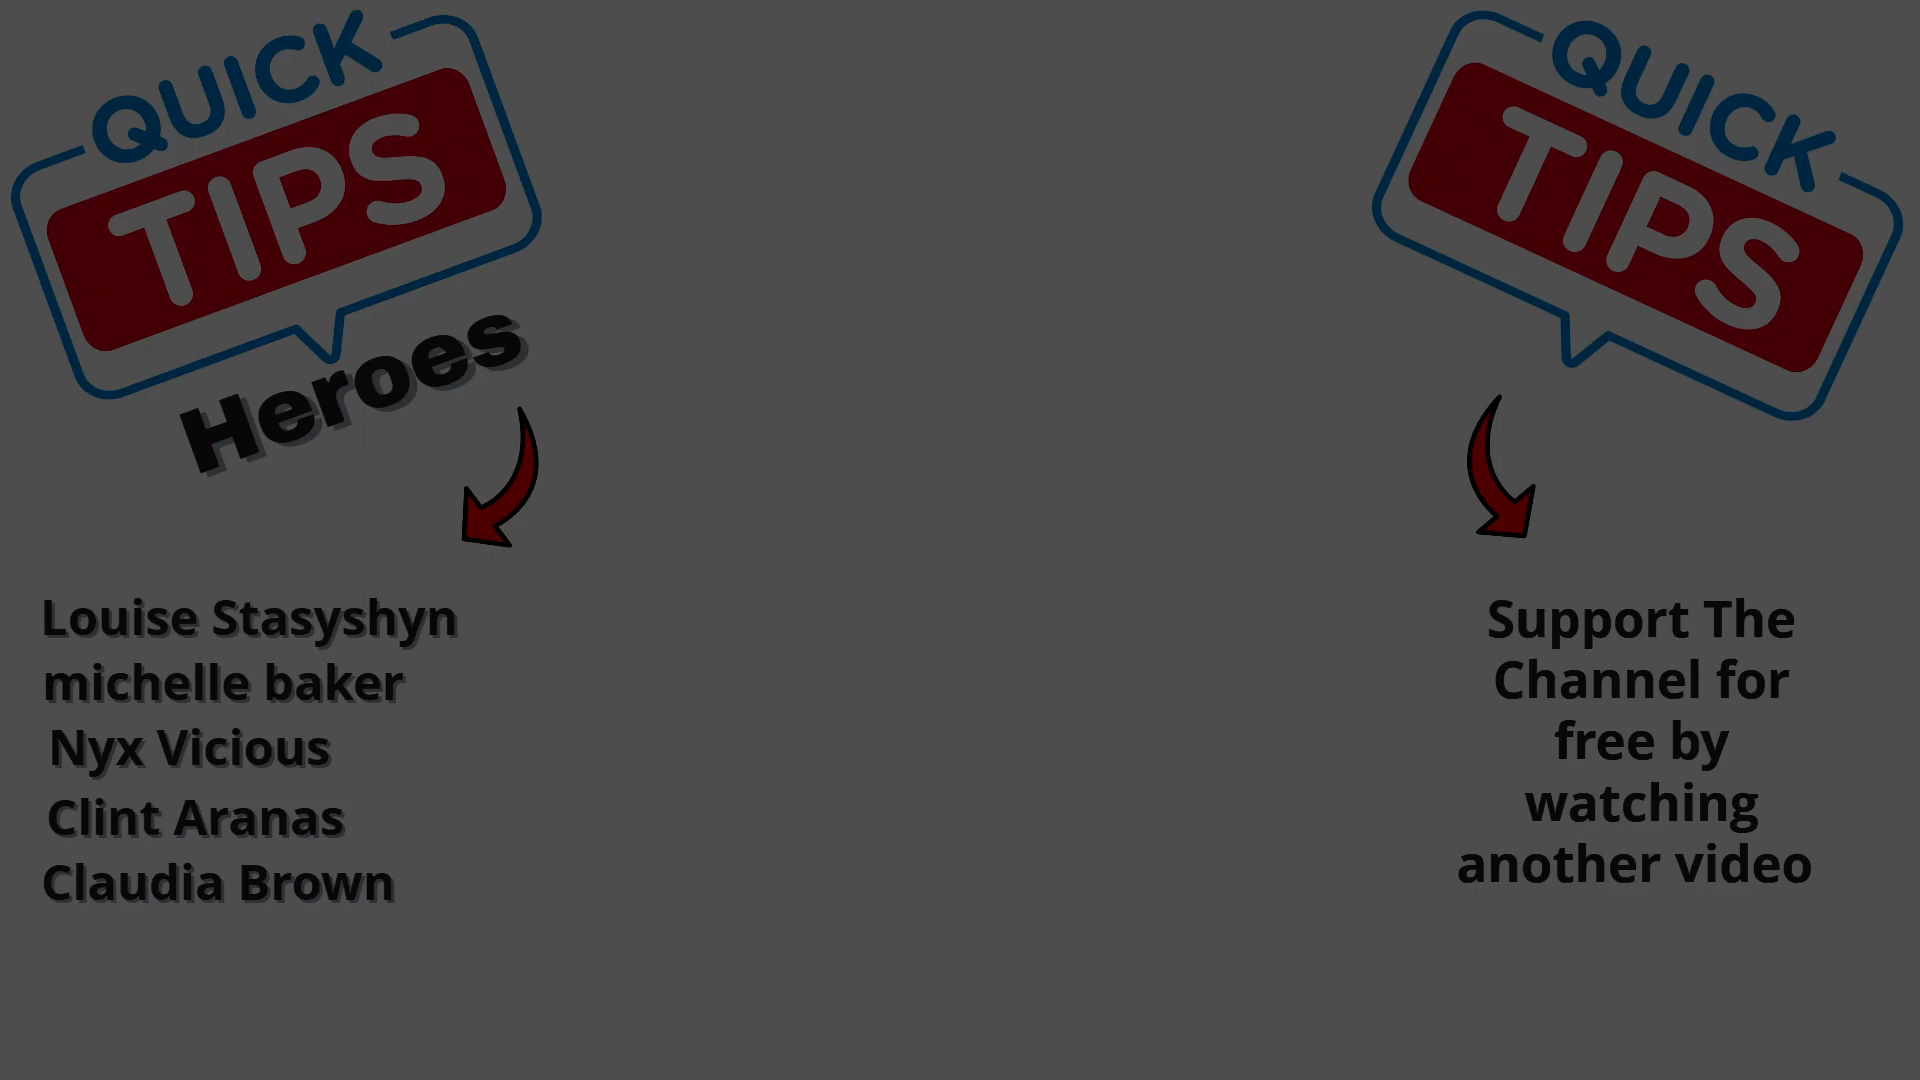 QUICK
TIPS
Heroes
Louise Stasyshyn
michelle baker
Nyx Vicious
Clint Aranas
Claudia Brown
QUICK
TIPS
Support The
Channel for
free by
watching
another video